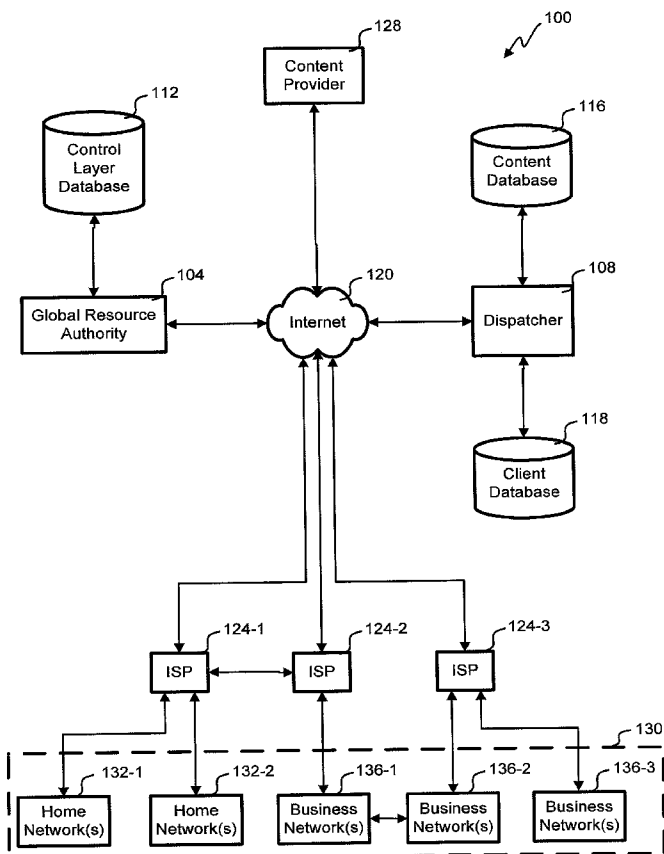 128
100
Content
Provider
112
116
Control
Layer
Database
Content
Database
104
120
108
Global Resource
Authority
Internet
Dispatcher
118
Client
Database
124-1
124-2
124-3
ISP
ISP
ISP
130
132-1
132-2
136-1
136-2
136-3
Home
Network(s)
Home
Network(s)
Business
Network(s)
Business
Network(s)
Business
Network(s)